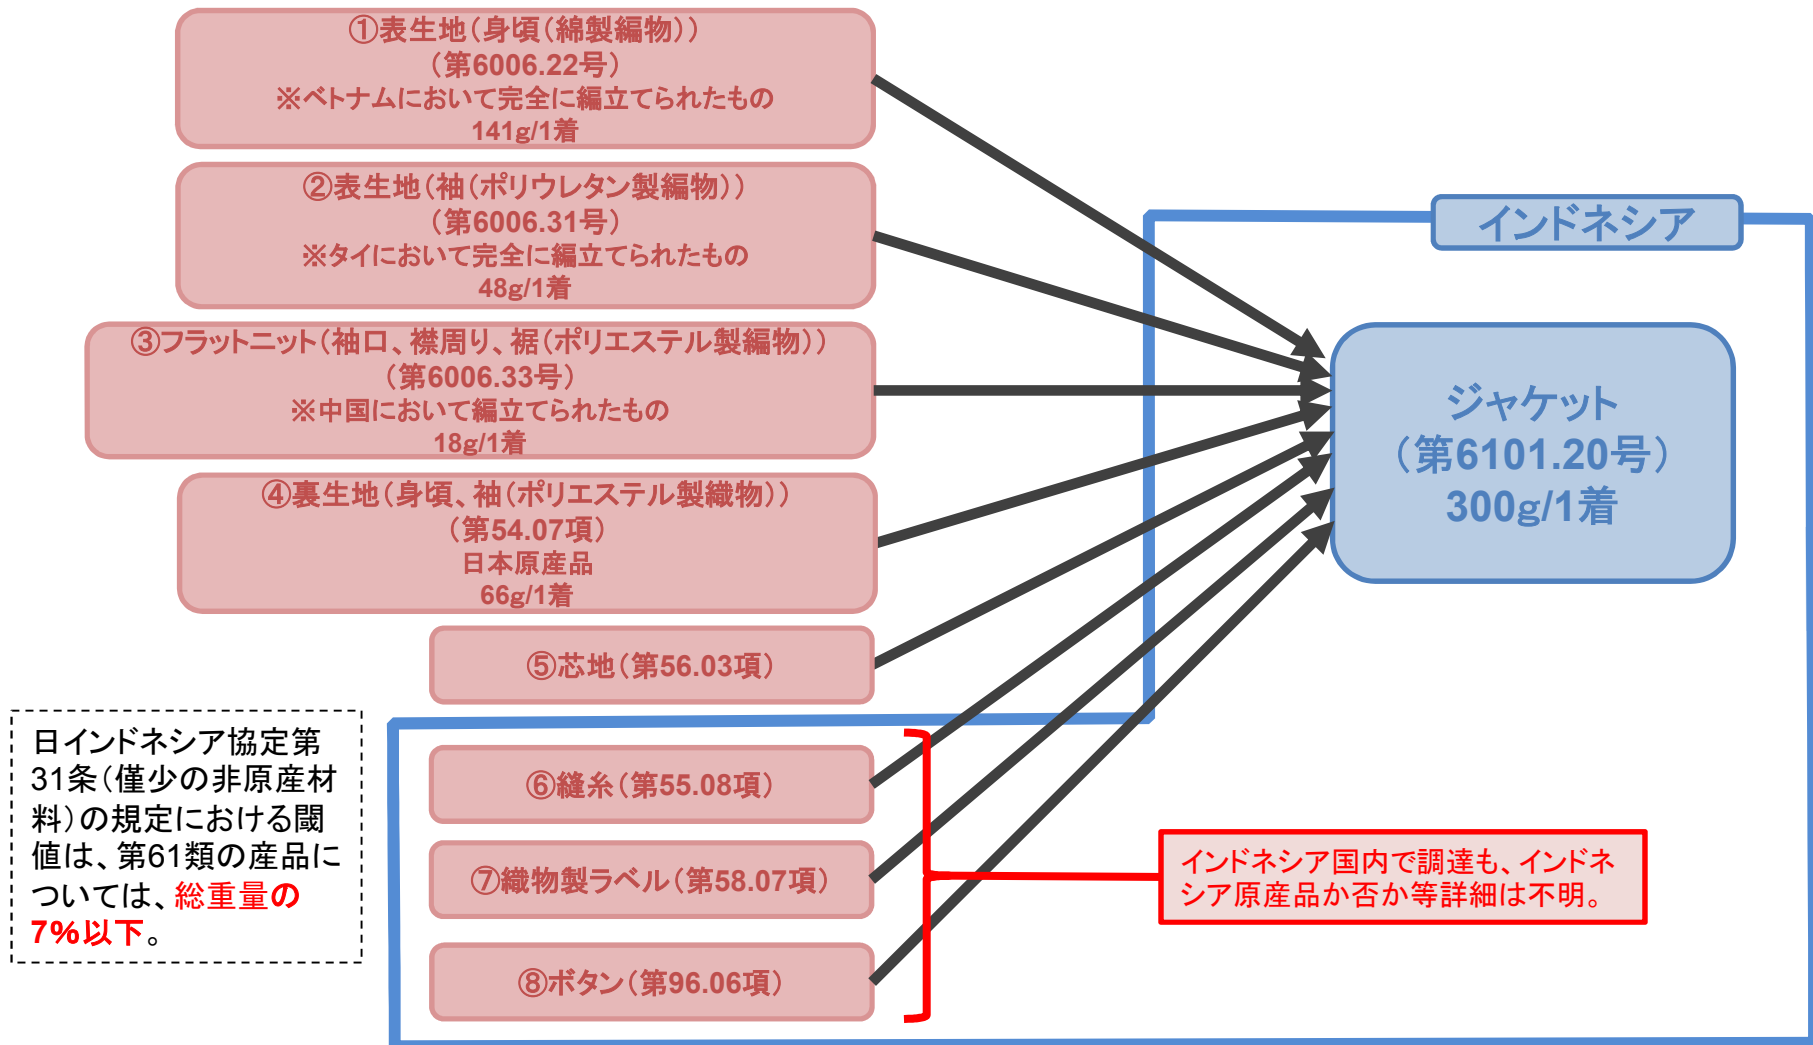 ①表生地(身頃(綿製編物))
(第6006.22号)
※ベトナムにおいて完全に編立てられたもの
141g/1着
②表生地(袖(ポリウレタン製編物))
(第6006.31号)
※タイにおいて完全に編立てられたもの
48g/1着
③フラットニット(袖口、襟周り、裾(ポリエステル製編物))
(第6006.33号)
※中国において編立てられたもの
18g/1着
④裏生地(身頃、袖(ポリエステル製織物))
(第54.07項)
日本原産品
66g/1着
⑤芯地(第56.03項)
⑥縫糸(第55.08項)
⑦織物製ラベル(第58.07項)
⑧ボタン(第96.06項)
インドネシア
ジャケット
(第6101.20号)
300g/1着
日インドネシア協定第
31条(僅少の非原産材
料)の規定における閾
値は、第61類の産品に
ついては、総重量の
7%以下。
インドネシア国内で調達も、インドネ
シア原産品か否か等詳細は不明。